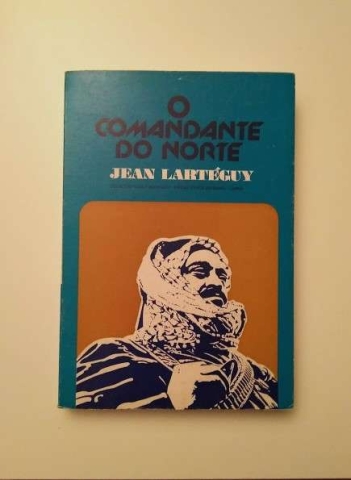 O
COMANDANTE
DO NORTE
JEAN LARTÉGUY